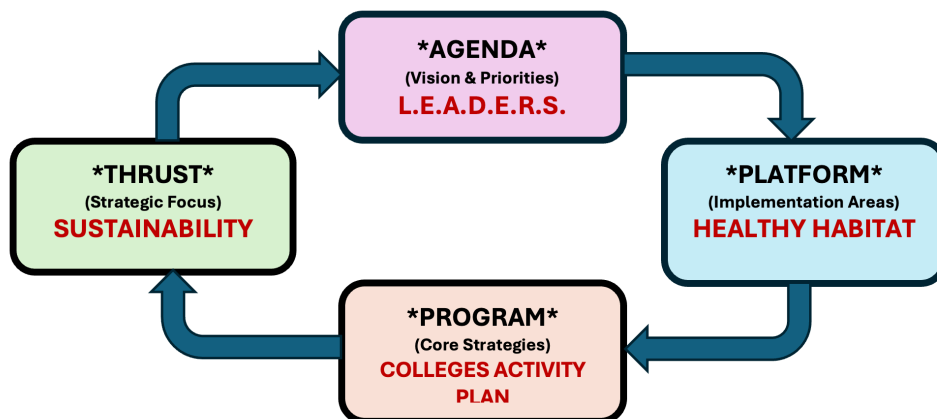 *AGENDA*
(Vision & Priorities)
L.E.A.D.E.R.S.
*THRUST*
(Strategic Focus)
SUSTAINABILITY
*PLATFORM*
(Implementation Areas)
HEALTHY HABITAT
*PROGRAM*
(Core Strategies)
COLLEGES ACTIVITY
PLAN